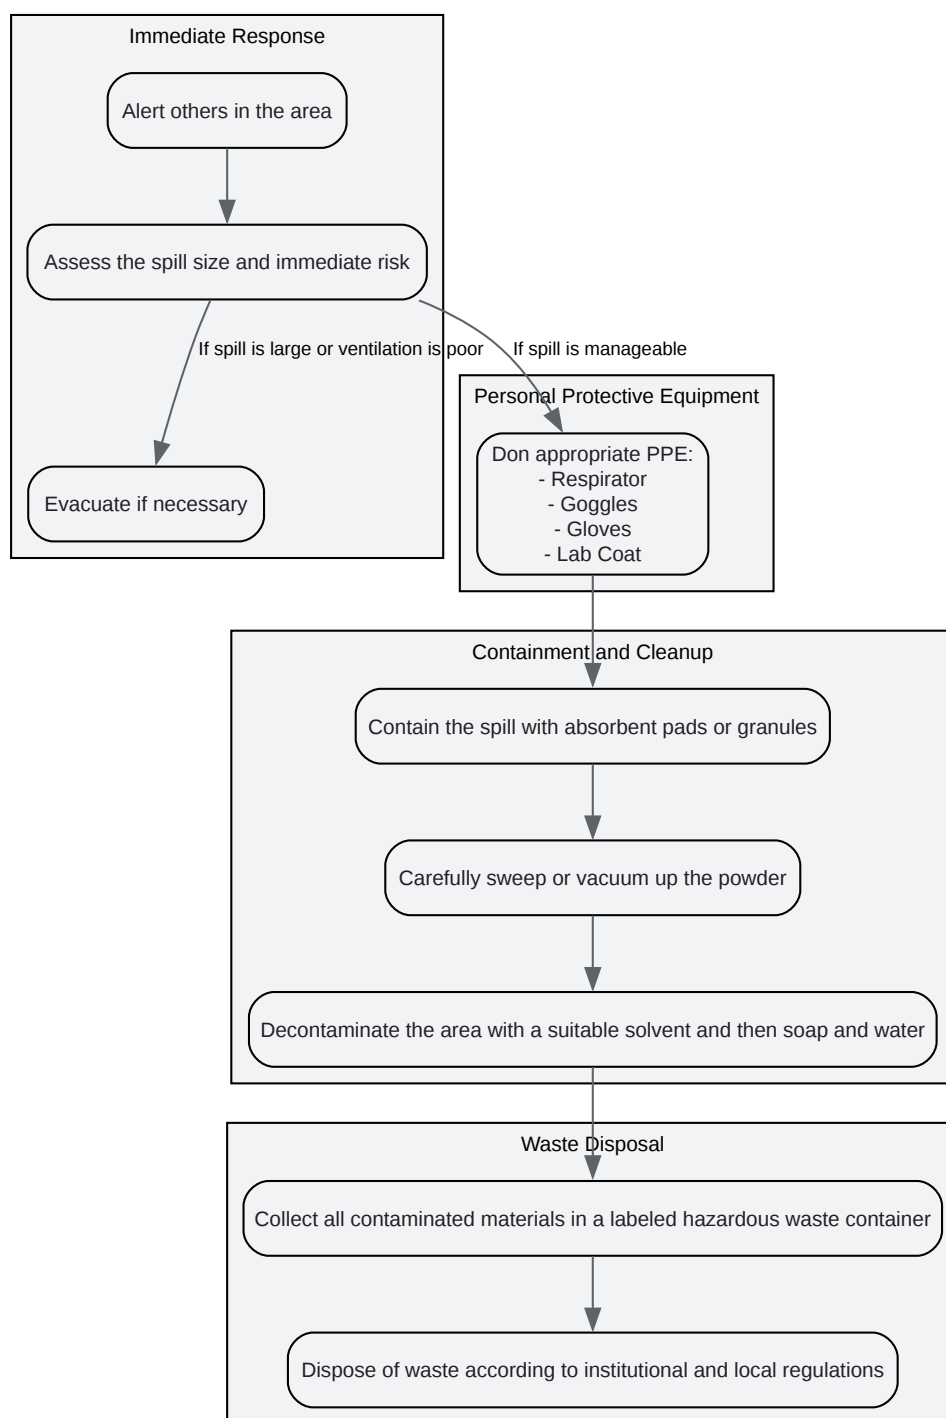 Immediate Response
Alert others in the area
Assess the spill size and immediate risk
If spill is large or ventilation is poor
If spill is manageable
Evacuate if necessary
Personal Protective Equipment
Don appropriate PPE:
- Respirator
- Goggles
- Gloves
- Lab Coat
Containment and Cleanup
Contain the spill with absorbent pads or granules
Carefully sweep or vacuum up the powder
Decontaminate the area with a suitable solvent and then soap and water
Waste Disposal
Collect all contaminated materials in a labeled hazardous waste container
Dispose of waste according to institutional and local regulations